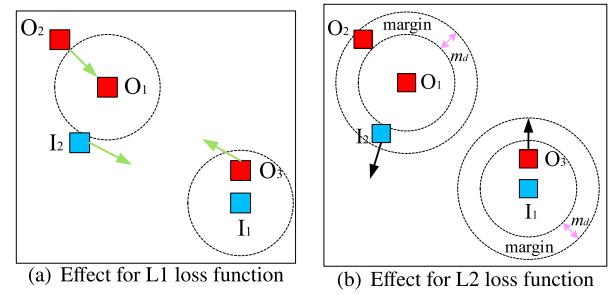 O2
O1
I2
O3
I1
(a) Effect for L1 loss function
O2
margin
md
O1
I2
O3
I1
md
margin
(b) Effect for L2 loss function